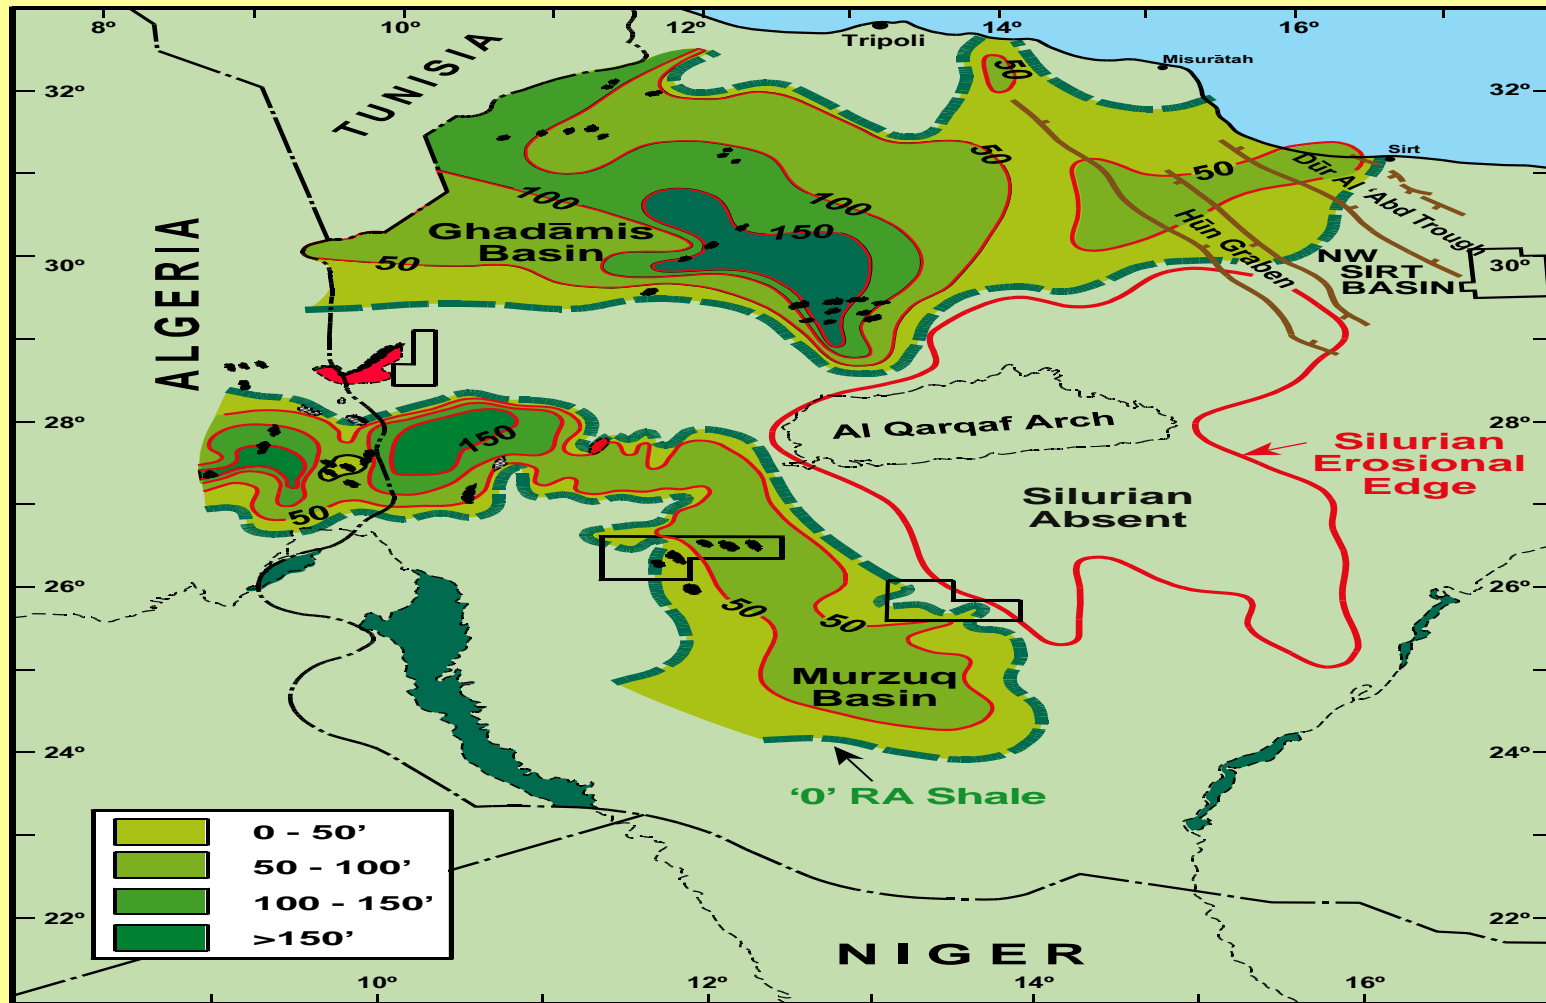 8º
10º
12º
14º
16º
Tripoli
Misurātah
TUNISIA
50
32º
32º
Sirt
50
50
Dūr Al 'Abd Trough
100
100
Hūn Graben
150
Ghadāmis
Basin
ALGERIA
50
30º
NW
SIRT
BASIN
30º
28º
150
Al Qarqaf Arch
28º
Silurian
Erosional
Edge
0
Silurian
Absent
50
26º
26º
50
50
Murzuq
Basin
24º
24º
'0' RA Shale
0 - 50'
50 - 100'
100 - 150'
>150'
22º
22º
NIGER
10º
12º
14º
16º